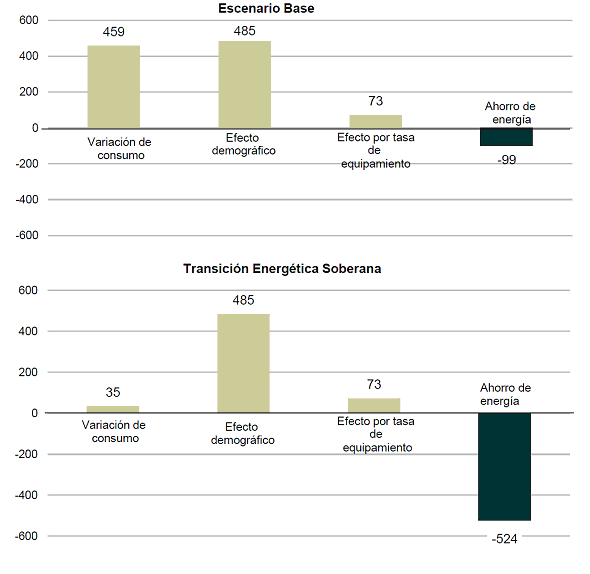 Escenario Base
600
400
200
0
-200
-400
-600
459
485
73
-99
Variación de
consumo
Efecto
demográfico
Efecto por tasa
de
equipamiento
Ahorro de
energía
Transición Energética Soberana
600
400
200
0
-200
-400
-600
35
485
73
-524
Variación de
consumo
Efecto
demográfico
Efecto por tasa
de
equipamiento
Ahorro de
energía